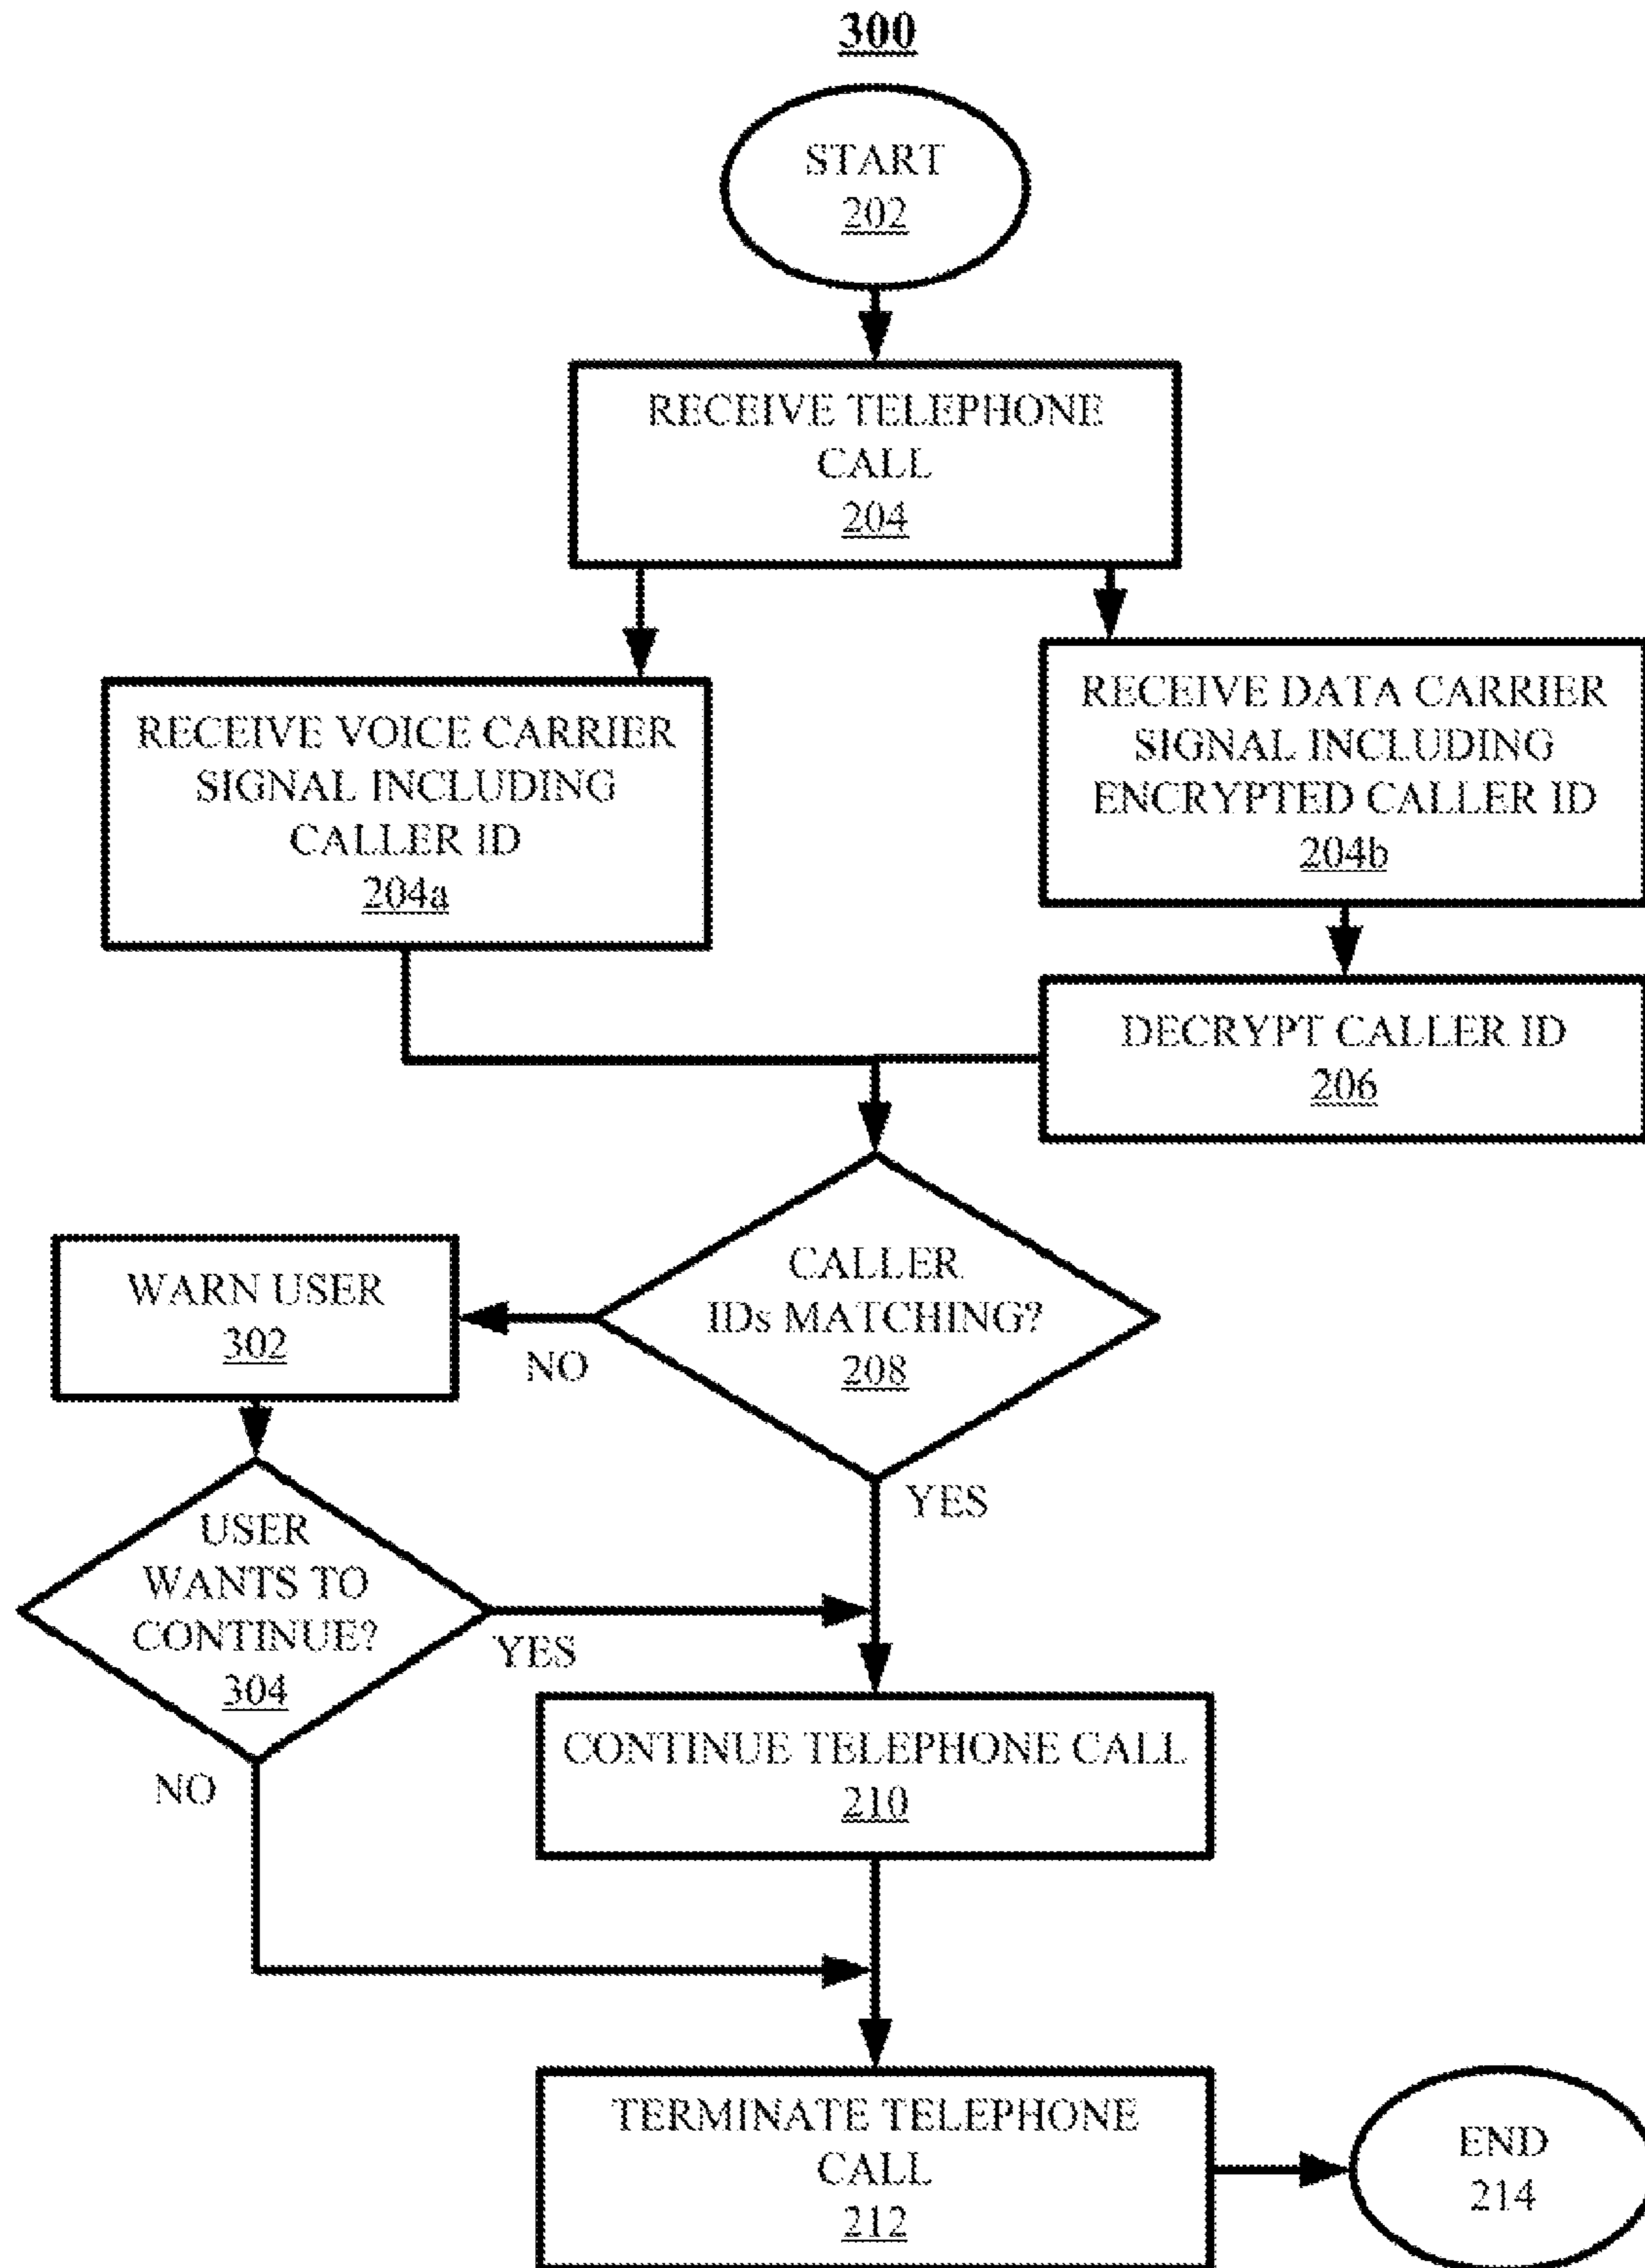 300
START
202
RECEIVE TELEPHONE
CALL
204
RECEIVE VOICE CARRIER
SIGNAL INCLUDING
CALLER ID
204a
RECEIVE DATA CARRIER
SIGNAL INCLUDING
ENCRYPTED CALLER ID
204b
DECRYPT CALLER ID
206
CALLER
IDs MATCHING?
208
NO
YES
WARN USER
302
USER
WANTS TO
CONTINUE?
304
YES
NO
CONTINUE TELEPHONE CALL
210
TERMINATE TELEPHONE
CALL
212
END
214